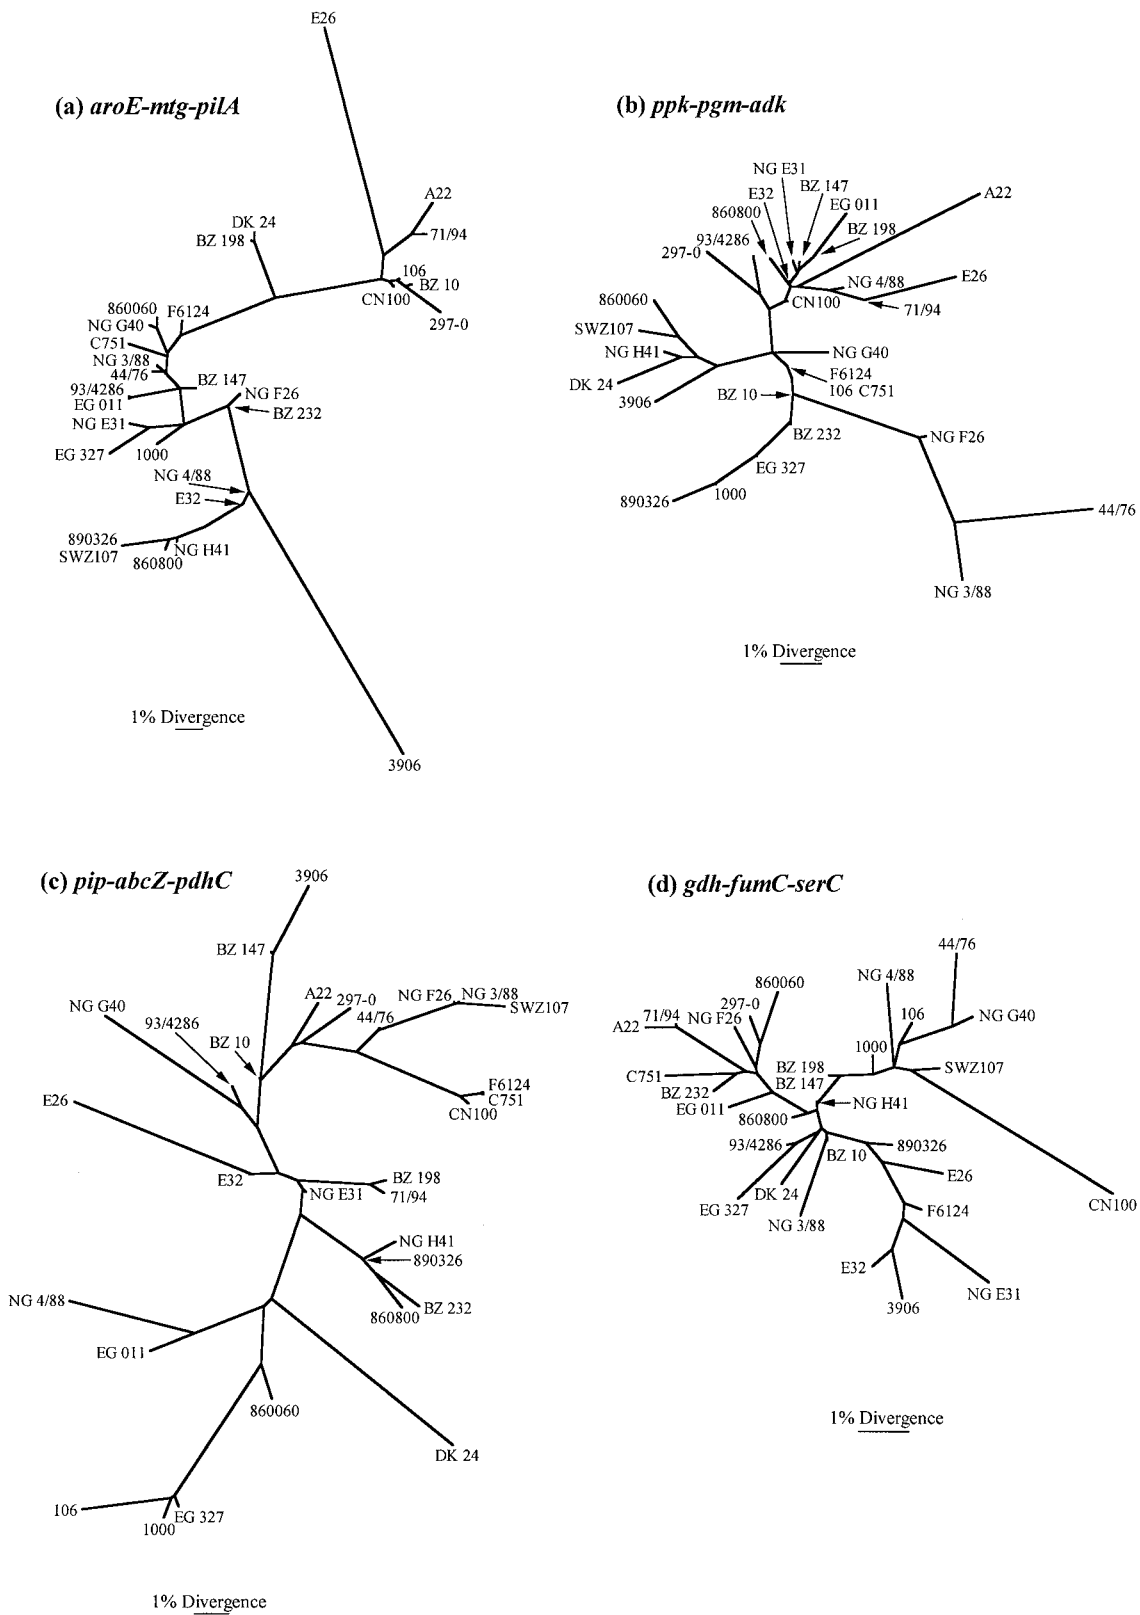 E26
(a) aroE-mtg-pilA
A22
DK 24
BZ 198
71/94
106
BZ 10
CN100
297-0
860060
F6124
NG G40
C751
NG 3/88
44/76
BZ 147
93/4286
NG F26
EG 011
BZ 232
NG E31
1000
EG 327
NG 4/88
E32
890326
NG H41
SWZ107
860800
1% Divergence
3906
(b) ppk-pgm-adk
NG E31
BZ 147
E32
A22
860800
EG 011
BZ 198
93/4286
297-0
E26
NG 4/88
860060
CN100
71/94
SWZ107
NG H41
NG G40
DK 24
F6124
106 C751
3906
BZ 10
BZ 232
NG F26
EG 327
1000
890326
44/76
NG 3/88
1% Divergence
(c) pip-abcZ-pdhC
3906
BZ 147
NG G40
A22
297-0
NG F26
NG 3/88
SWZ107
93/4286
44/76
BZ 10
F6124
C751
CN100
E26
E32
BZ 198
NG E31
71/94
NG H41
890326
NG 4/88
BZ 232
860800
EG 011
860060
DK 24
106
EG 327
1000
1% Divergence
(d) gdh-fumC-serC
44/76
NG 4/88
860060
297-0
71/94
NG F26
106
NG G40
A22
1000
BZ 198
SWZ107
C751
BZ 147
BZ 232
EG 011
NG H41
860800
93/4286
890326
BZ 10
E26
DK 24
EG 327
CN100
F6124
NG 3/88
E32
NG E31
3906
1% Divergence